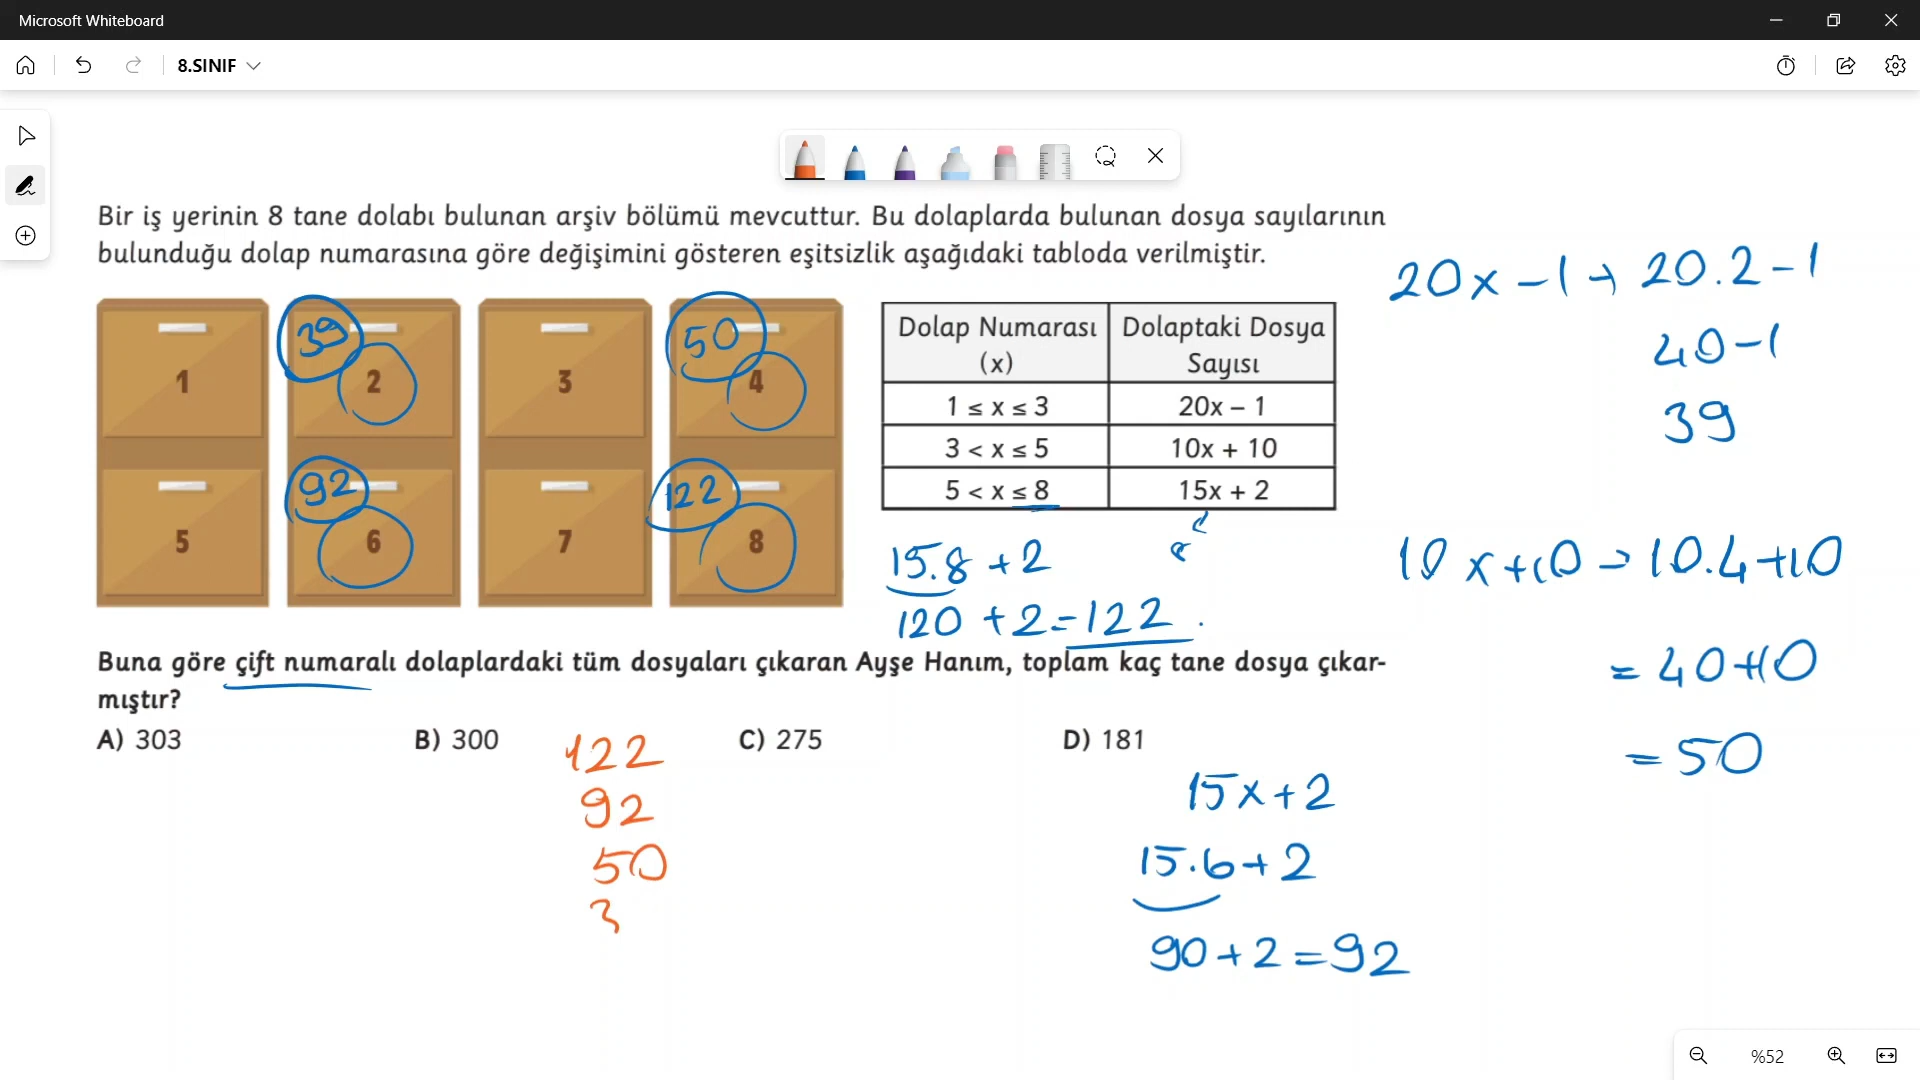 Microsoft Whiteboard
8.SINIF
Bir iş yerinin 8 tane dolabı bulunan arşiv bölümü mevcuttur. Bu dolaplarda bulunan dosya sayılarının
bulunduğu dolap numarasına göre değişimini gösteren eşitsizlik aşağıdaki tabloda verilmiştir.
39
50
1 2 3 4
92
122
5 6 7 8
Dolap Numarası (x) Dolaptaki Dosya Sayısı
1 ≤ x ≤ 3 20x – 1
3 < x ≤ 5 10x + 10
5 < x ≤ 8 15x + 2
15.8 + 2
120 + 2 = 122
20x – 1 → 20.2 – 1
40 – 1
39
10x + 10 → 10.4 + 10
= 40 + 10
= 50
Buna göre çift numaralı dolaplardaki tüm dosyaları çıkaran Ayşe Hanım, toplam kaç tane dosya çıkar-
mıştır?
A) 303 B) 300 C) 275 D) 181
122
92
50
3
15x + 2
15.6 + 2
90 + 2 = 92
%52